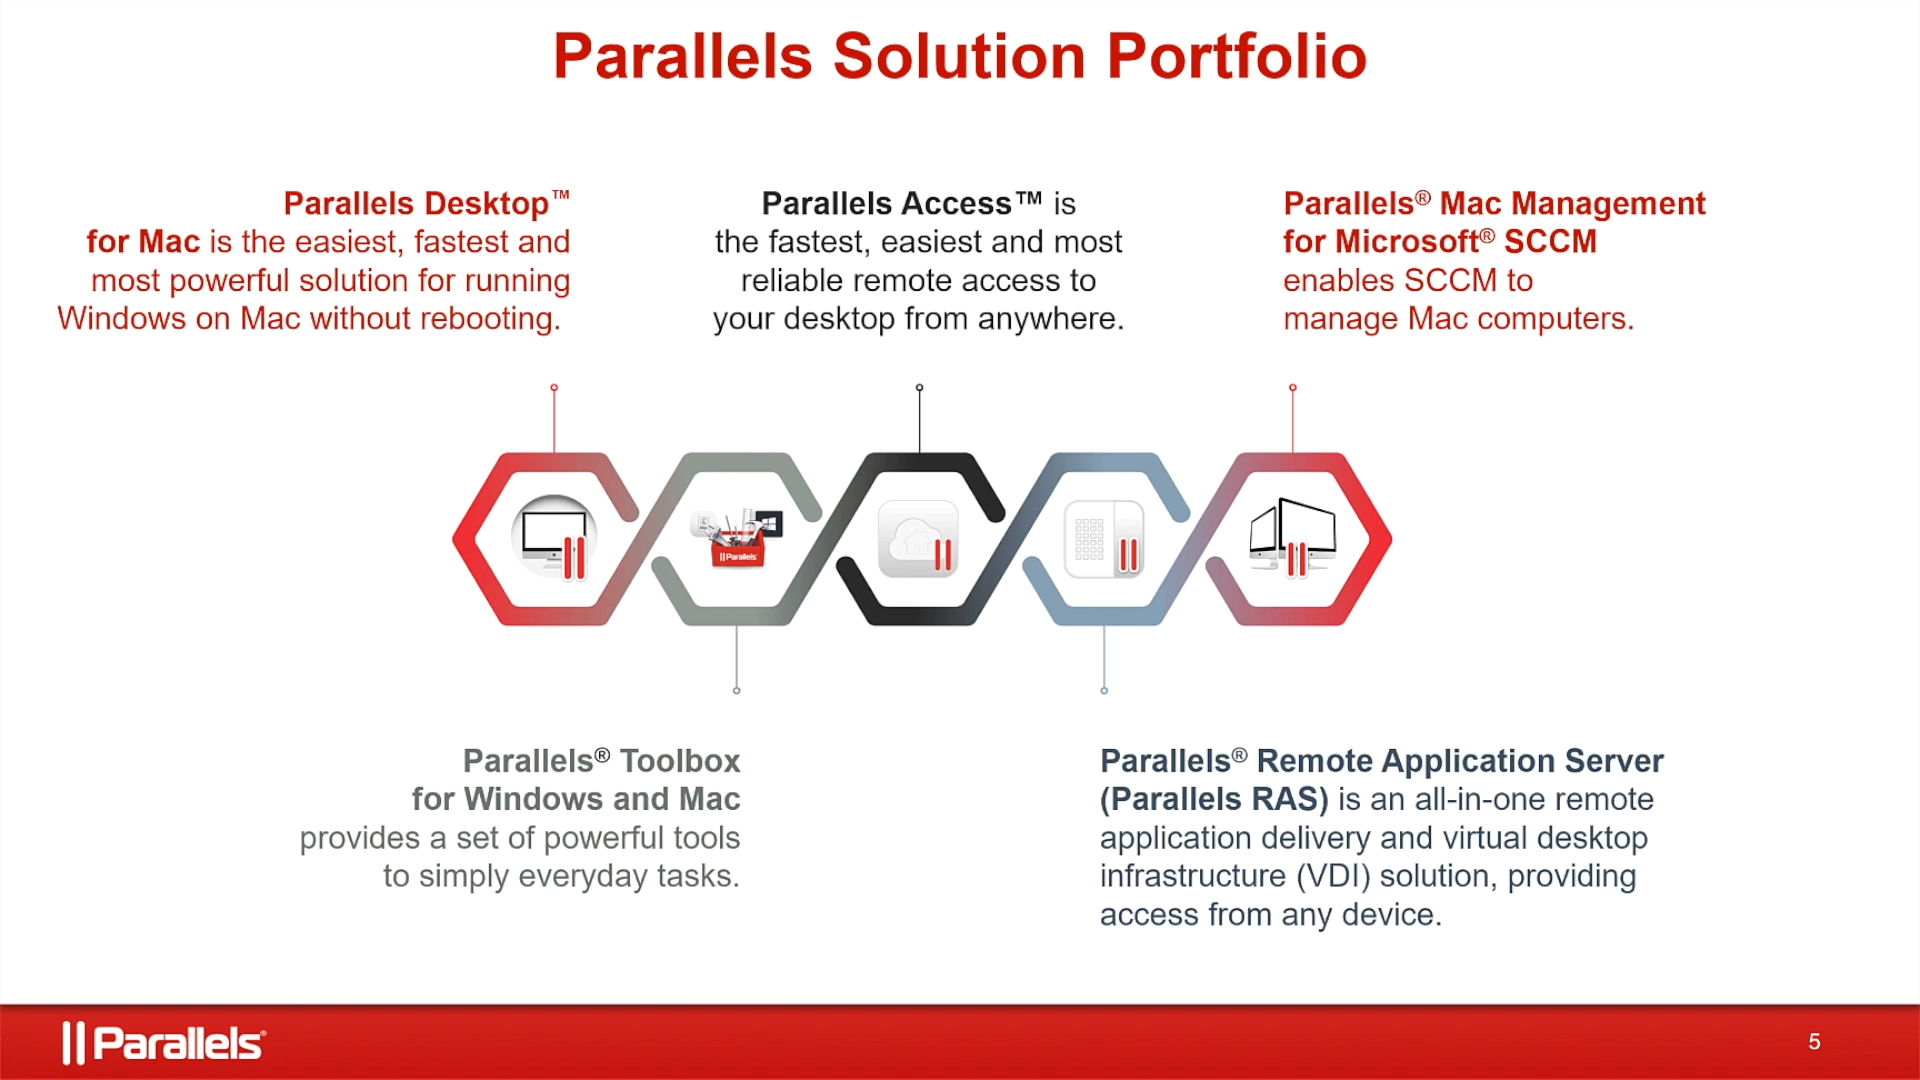 Parallels Solution Portfolio
Parallels Desktop™
for Mac is the easiest, fastest and
most powerful solution for running
Windows on Mac without rebooting.
Parallels Access™ is
the fastest, easiest and most
reliable remote access to
your desktop from anywhere.
Parallels® Mac Management
for Microsoft® SCCM
enables SCCM to
manage Mac computers.
Parallels
Parallels® Toolbox
for Windows and Mac
provides a set of powerful tools
to simply everyday tasks.
Parallels® Remote Application Server
(Parallels RAS) is an all-in-one remote
application delivery and virtual desktop
infrastructure (VDI) solution, providing
access from any device.
Parallels®
5